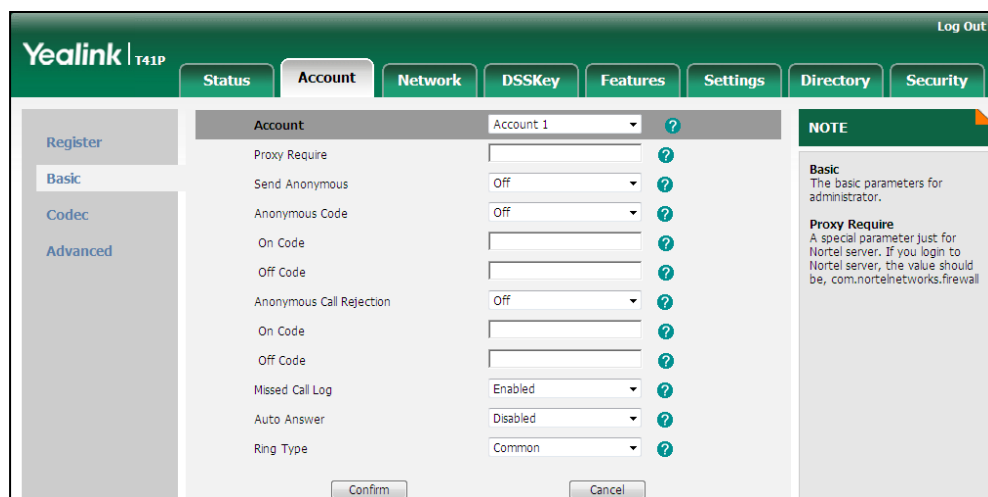 Log Out
Yealink | T41P
Status Account Network DSSKey Features Settings Directory Security
Register
Basic
Codec
Advanced
Account Account 1 ?
Proxy Require ?
Send Anonymous Off ?
Anonymous Code Off ?
On Code ?
Off Code ?
Anonymous Call Rejection Off ?
On Code ?
Off Code ?
Missed Call Log Enabled ?
Auto Answer Disabled ?
Ring Type Common ?
Confirm Cancel
NOTE
Basic
The basic parameters for
administrator.
Proxy Require
A special parameter just for
Nortel server. If you login to
Nortel server, the value should
be, com.nortelnetworks.firewall